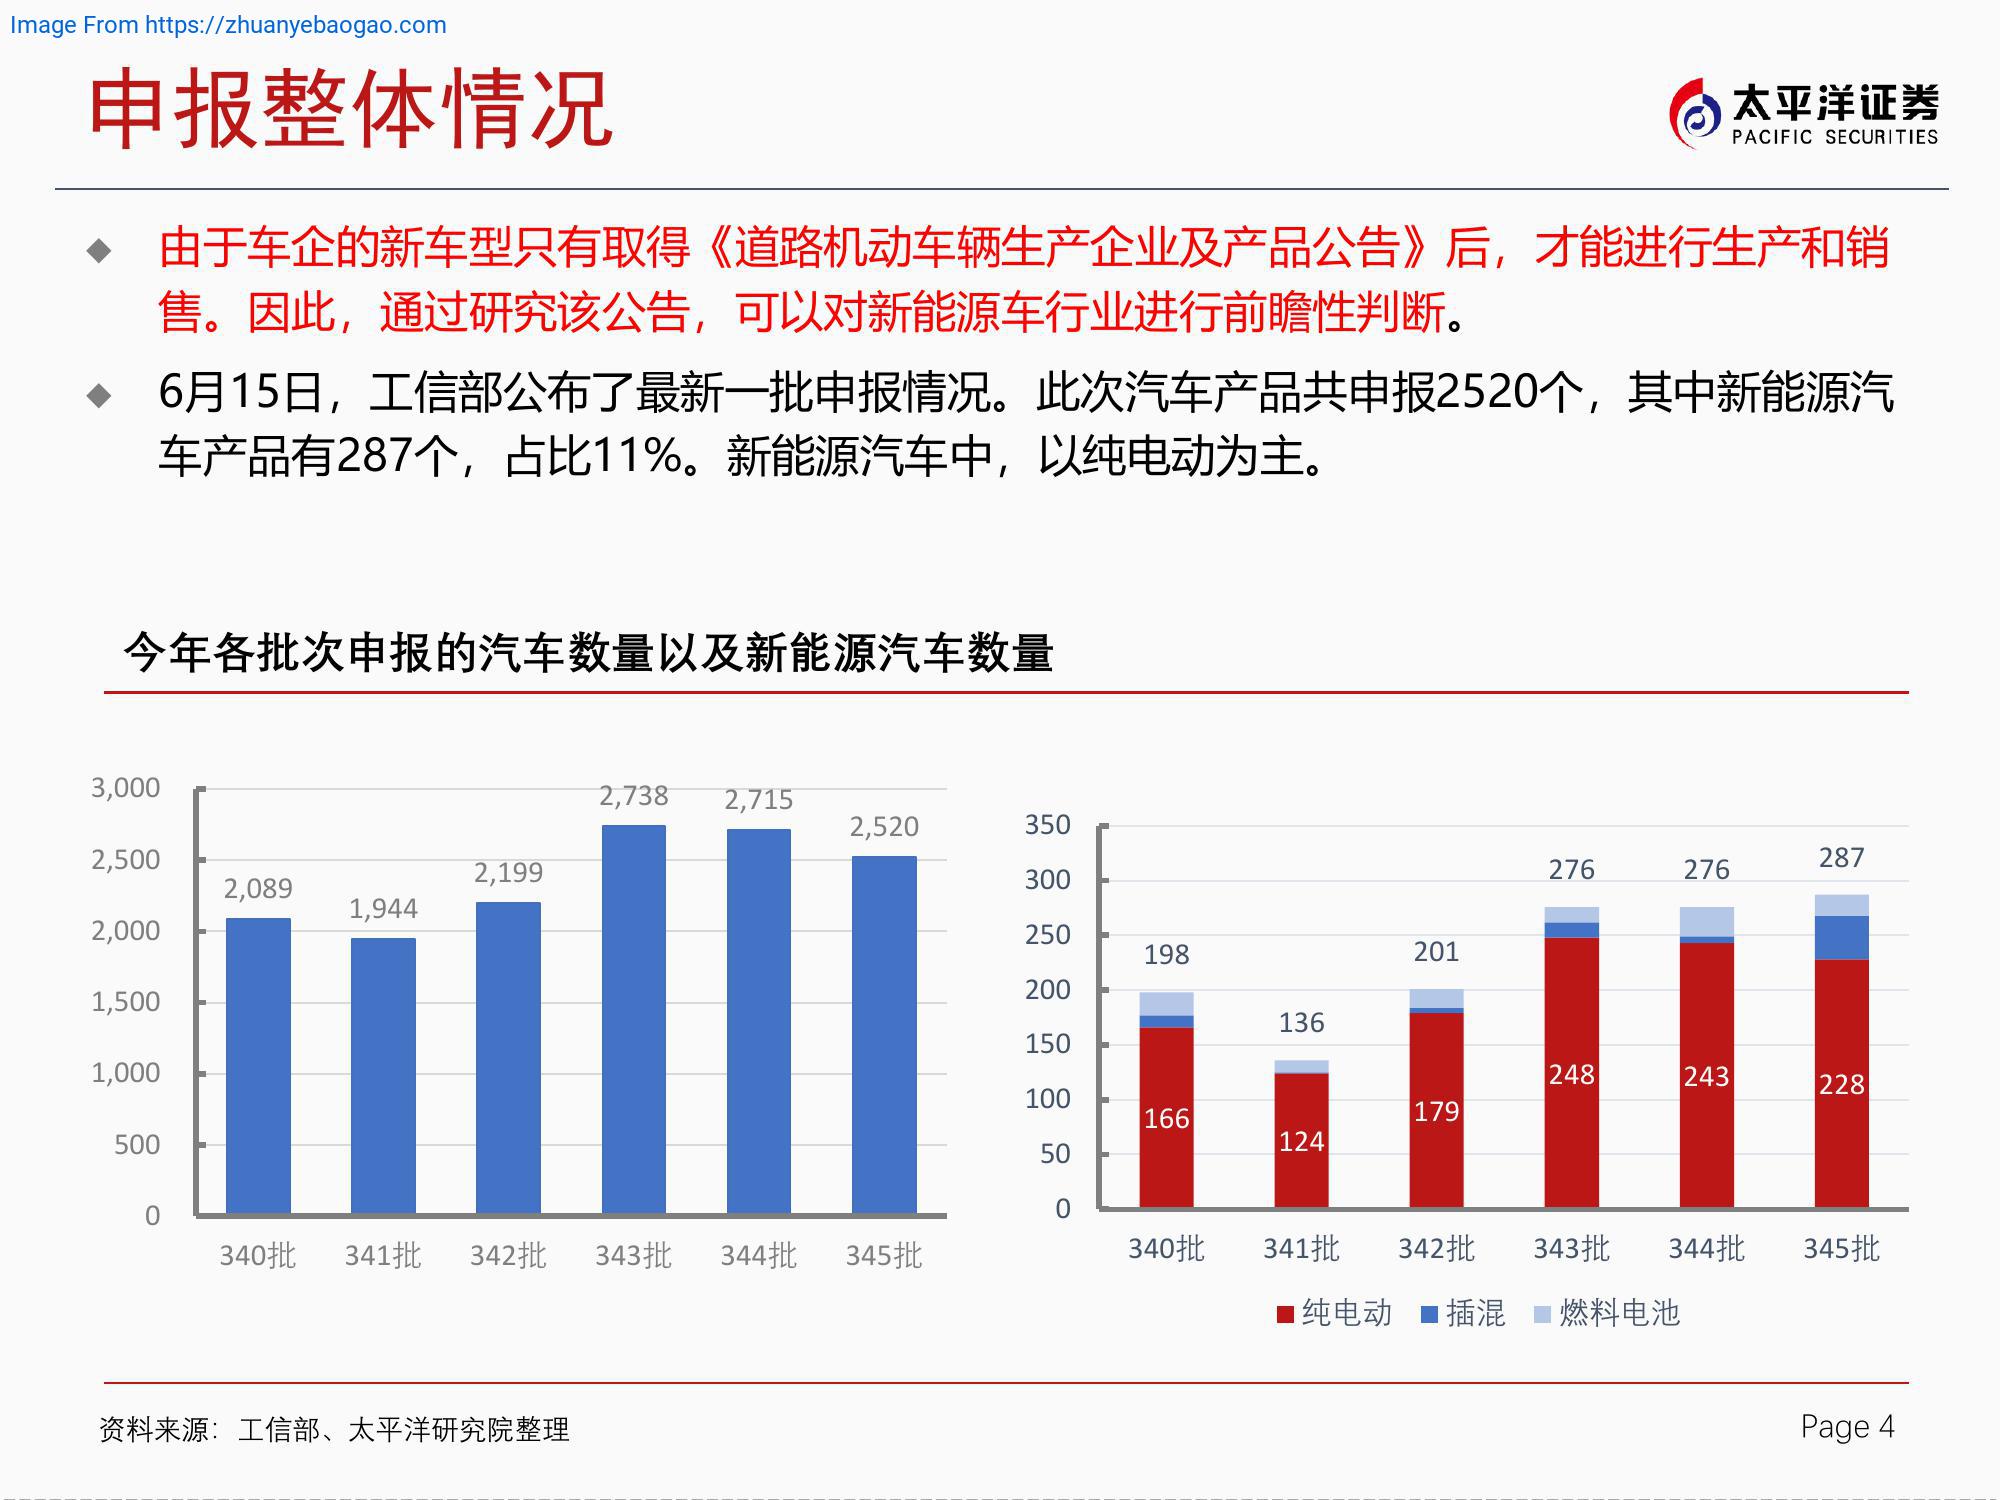 Image From https://zhuanyebaogao.com
申报整体情况
太平洋证券
PACIFIC SECURITIES
由于车企的新车型只有取得《道路机动车辆生产企业及产品公告》后，才能进行生产和销
售。因此，通过研究该公告，可以对新能源车行业进行前瞻性判断。
6月15日，工信部公布了最新一批申报情况。此次汽车产品共申报2520个，其中新能源汽
车产品有287个，占比11%。新能源汽车中，以纯电动为主。
今年各批次申报的汽车数量以及新能源汽车数量
3,000
2,500
2,000
1,500
1,000
500
0
2,089
1,944
2,199
2,738
2,715
2,520
340批 341批 342批 343批 344批 345批
350
300
250
200
150
100
50
0
198
136
201
276
276
287
166
124
179
248
243
228
340批 341批 342批 343批 344批 345批
纯电动 插混 燃料电池
资料来源：工信部、太平洋研究院整理
Page 4